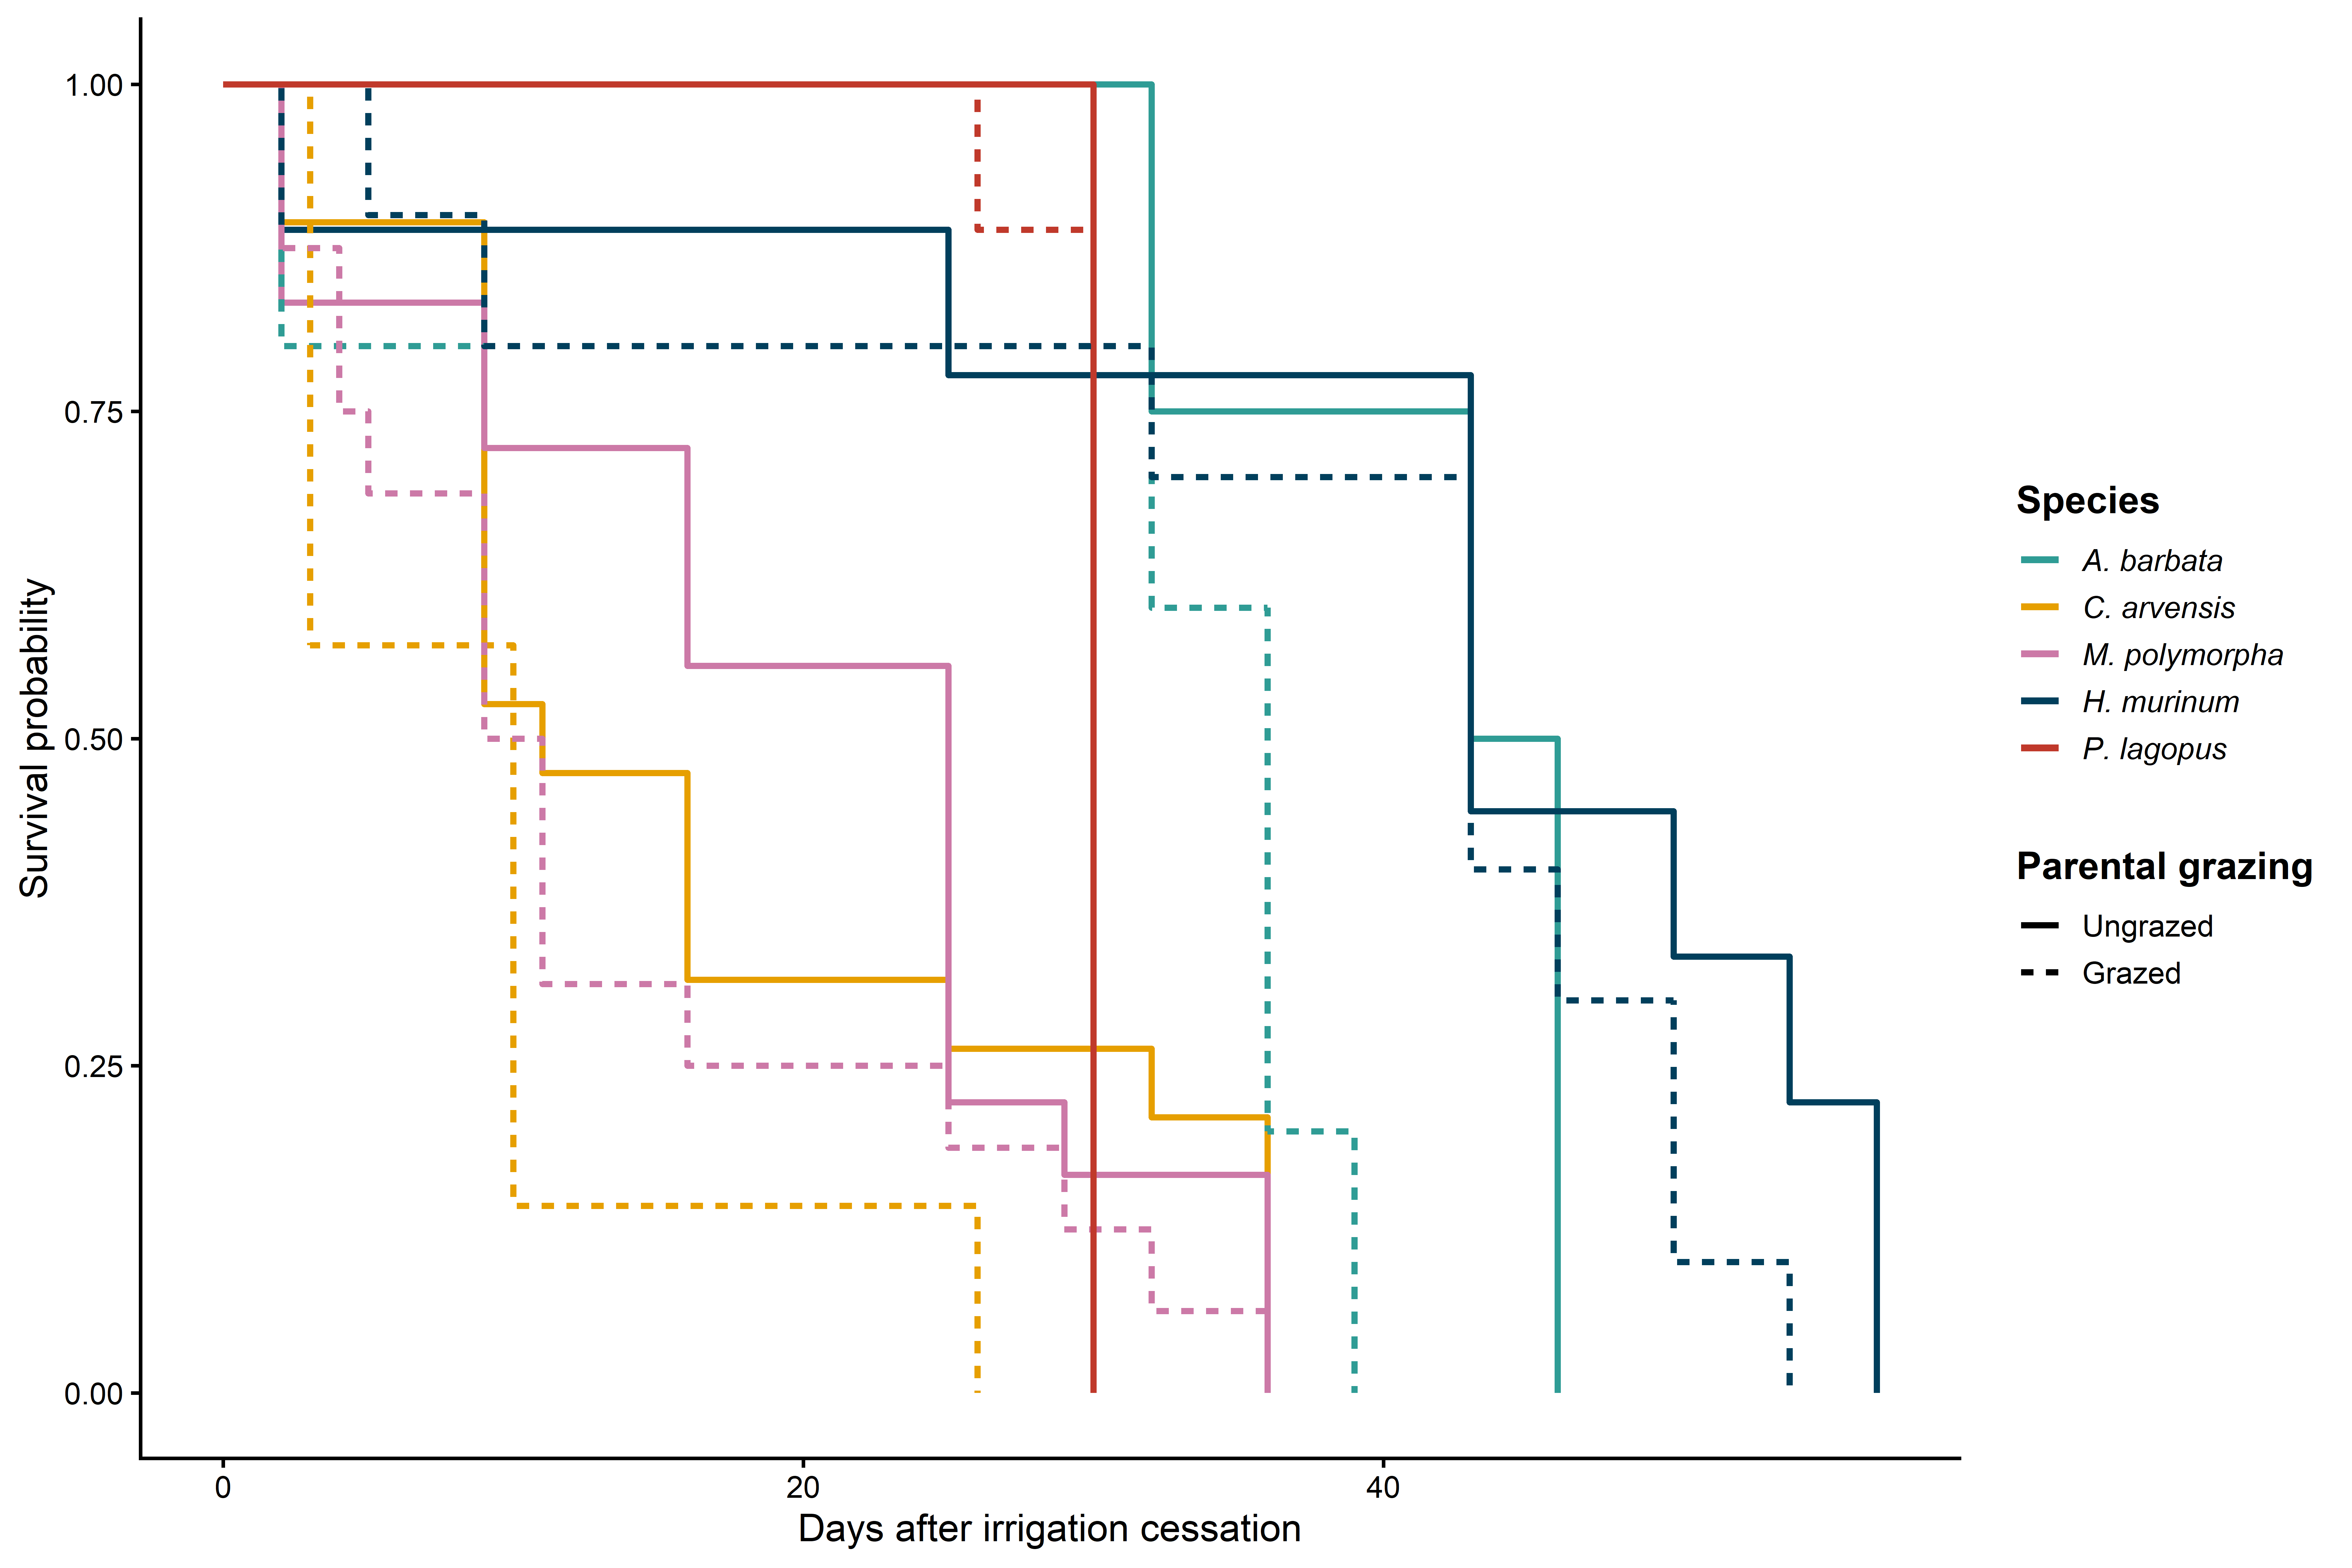 1.00
0.75
0.50
0.25
0.00
Survival probability
0
20
40
Days after irrigation cessation
Species
A. barbata
C. arvensis
M. polymorpha
H. murinum
P. lagopus
Parental grazing
Ungrazed
Grazed